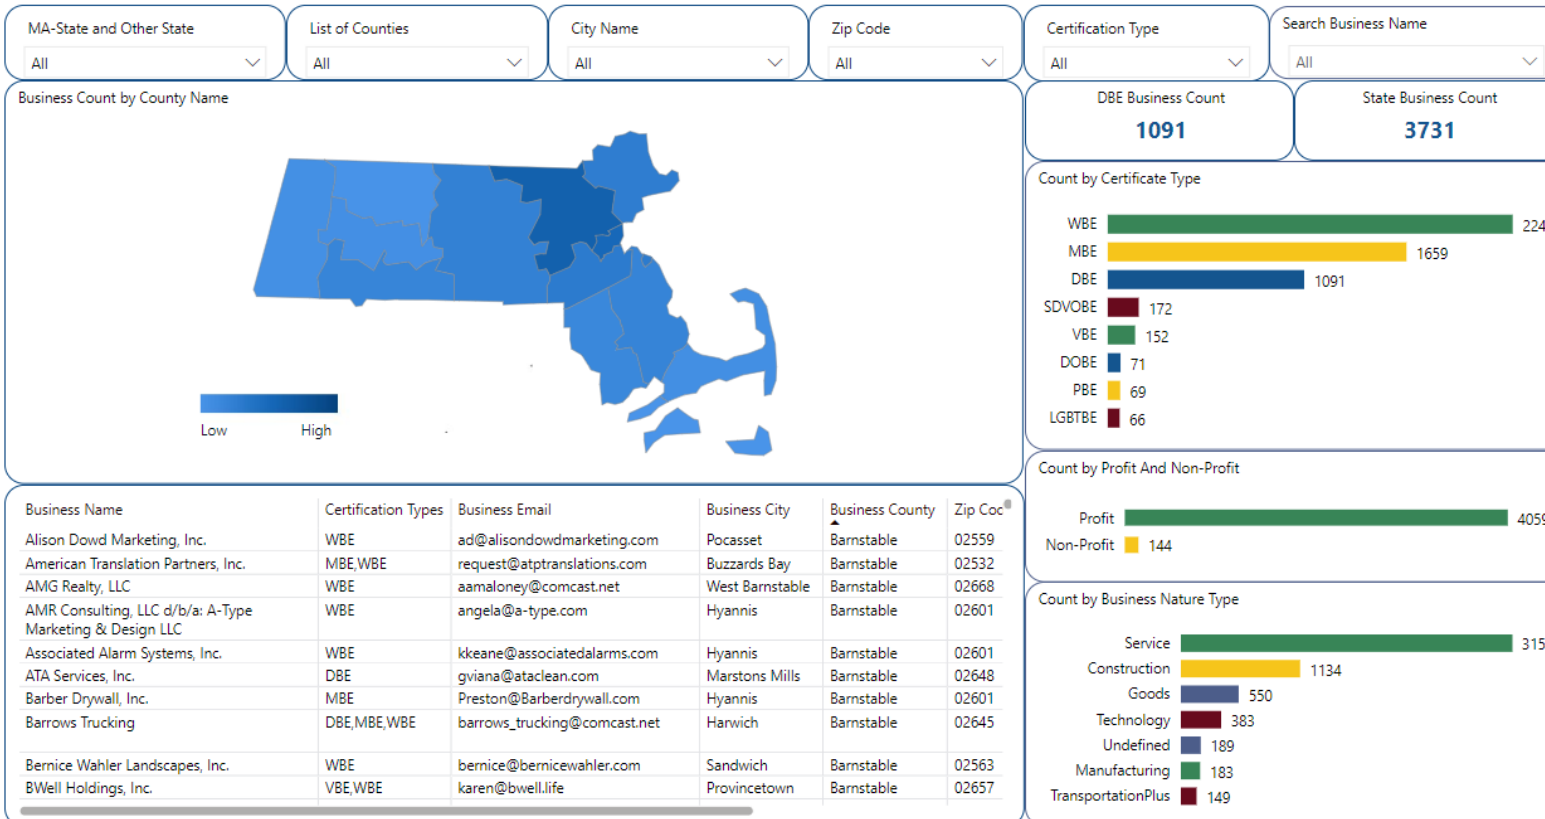 MA-State and Other State
All
List of Counties
All
City Name
All
Zip Code
All
Certification Type
All
Search Business Name
All
Business Count by County Name
Low High
DBE Business Count
1091
State Business Count
3731
Count by Certificate Type
WBE 224
MBE 1659
DBE 1091
SDVOBE 172
VBE 152
DOBE 71
PBE 69
LGBTBE 66
Count by Profit And Non-Profit
Profit 4059
Non-Profit 144
Count by Business Nature Type
Service 315
Construction 1134
Goods 550
Technology 383
Undefined 189
Manufacturing 183
TransportationPlus 149
Business Name Certification Types Business Email Business City Business County Zip Coc
Alison Dowd Marketing, Inc. WBE ad@alisondowdmarketing.com Pocasset Barnstable 02559
American Translation Partners, Inc. MBE,WBE request@atptranslations.com Buzzards Bay Barnstable 02532
AMG Realty, LLC WBE aamaloney@comcast.net West Barnstable Barnstable 02668
AMR Consulting, LLC d/b/a: A-Type WBE angela@a-type.com Hyannis Barnstable 02601
Marketing & Design LLC
Associated Alarm Systems, Inc. WBE kkeane@associatedalarms.com Hyannis Barnstable 02601
ATA Services, Inc. DBE gviana@ataclean.com Marstons Mills Barnstable 02648
Barber Drywall, Inc. MBE Preston@Barberdrywall.com Hyannis Barnstable 02601
Barrows Trucking DBE,MBE,WBE barrows_trucking@comcast.net Harwich Barnstable 02645
Bernice Wahler Landscapes, Inc. WBE bernice@bernicewahler.com Sandwich Barnstable 02563
BWell Holdings, Inc. VBE,WBE karen@bwell.life Provincetown Barnstable 02657